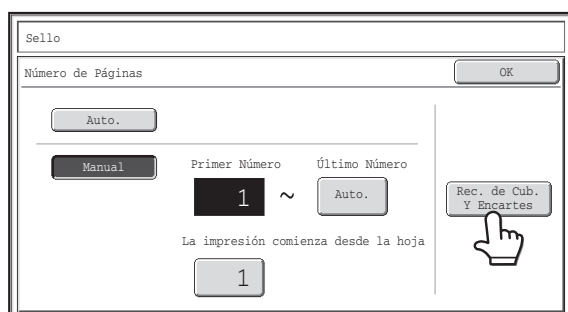 Sello
Número de Páginas
OK
Auto.
Manual
Primer Número
Último Número
1
~
Auto.
Rec. de Cub.
Y Encartes
La impresión comienza desde la hoja
1